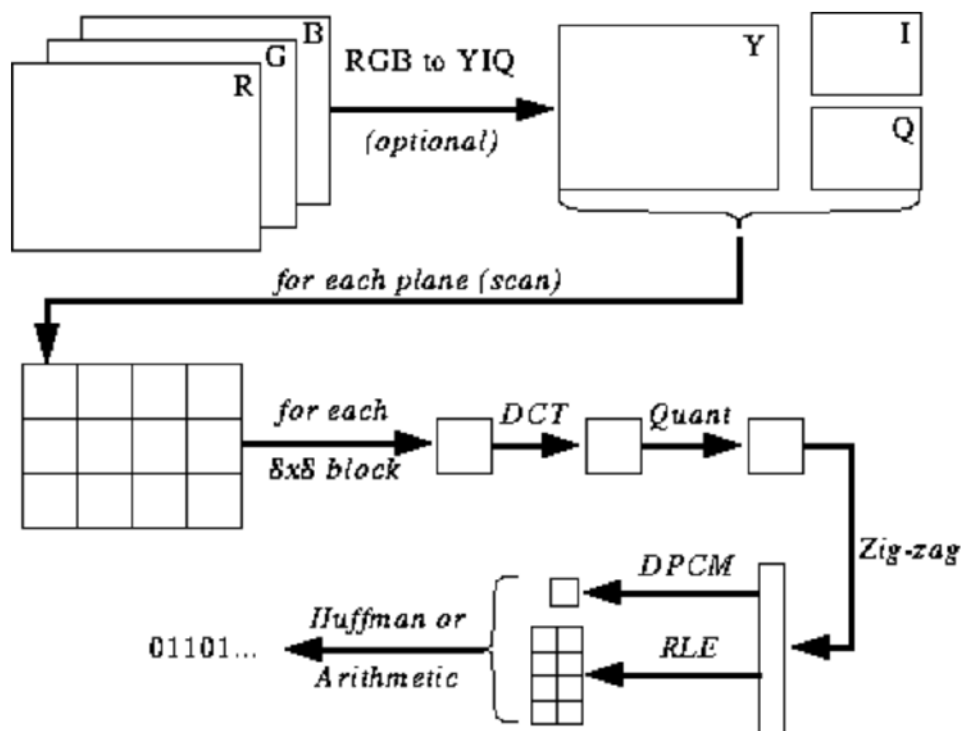 B
G
R
RGB to YIQ
(optional)
Y
I
Q
for each plane (scan)
for each
8x8 block
DCT
Quant
Zig-zag
DPCM
RLE
Huffman or
Arithmetic
01101...